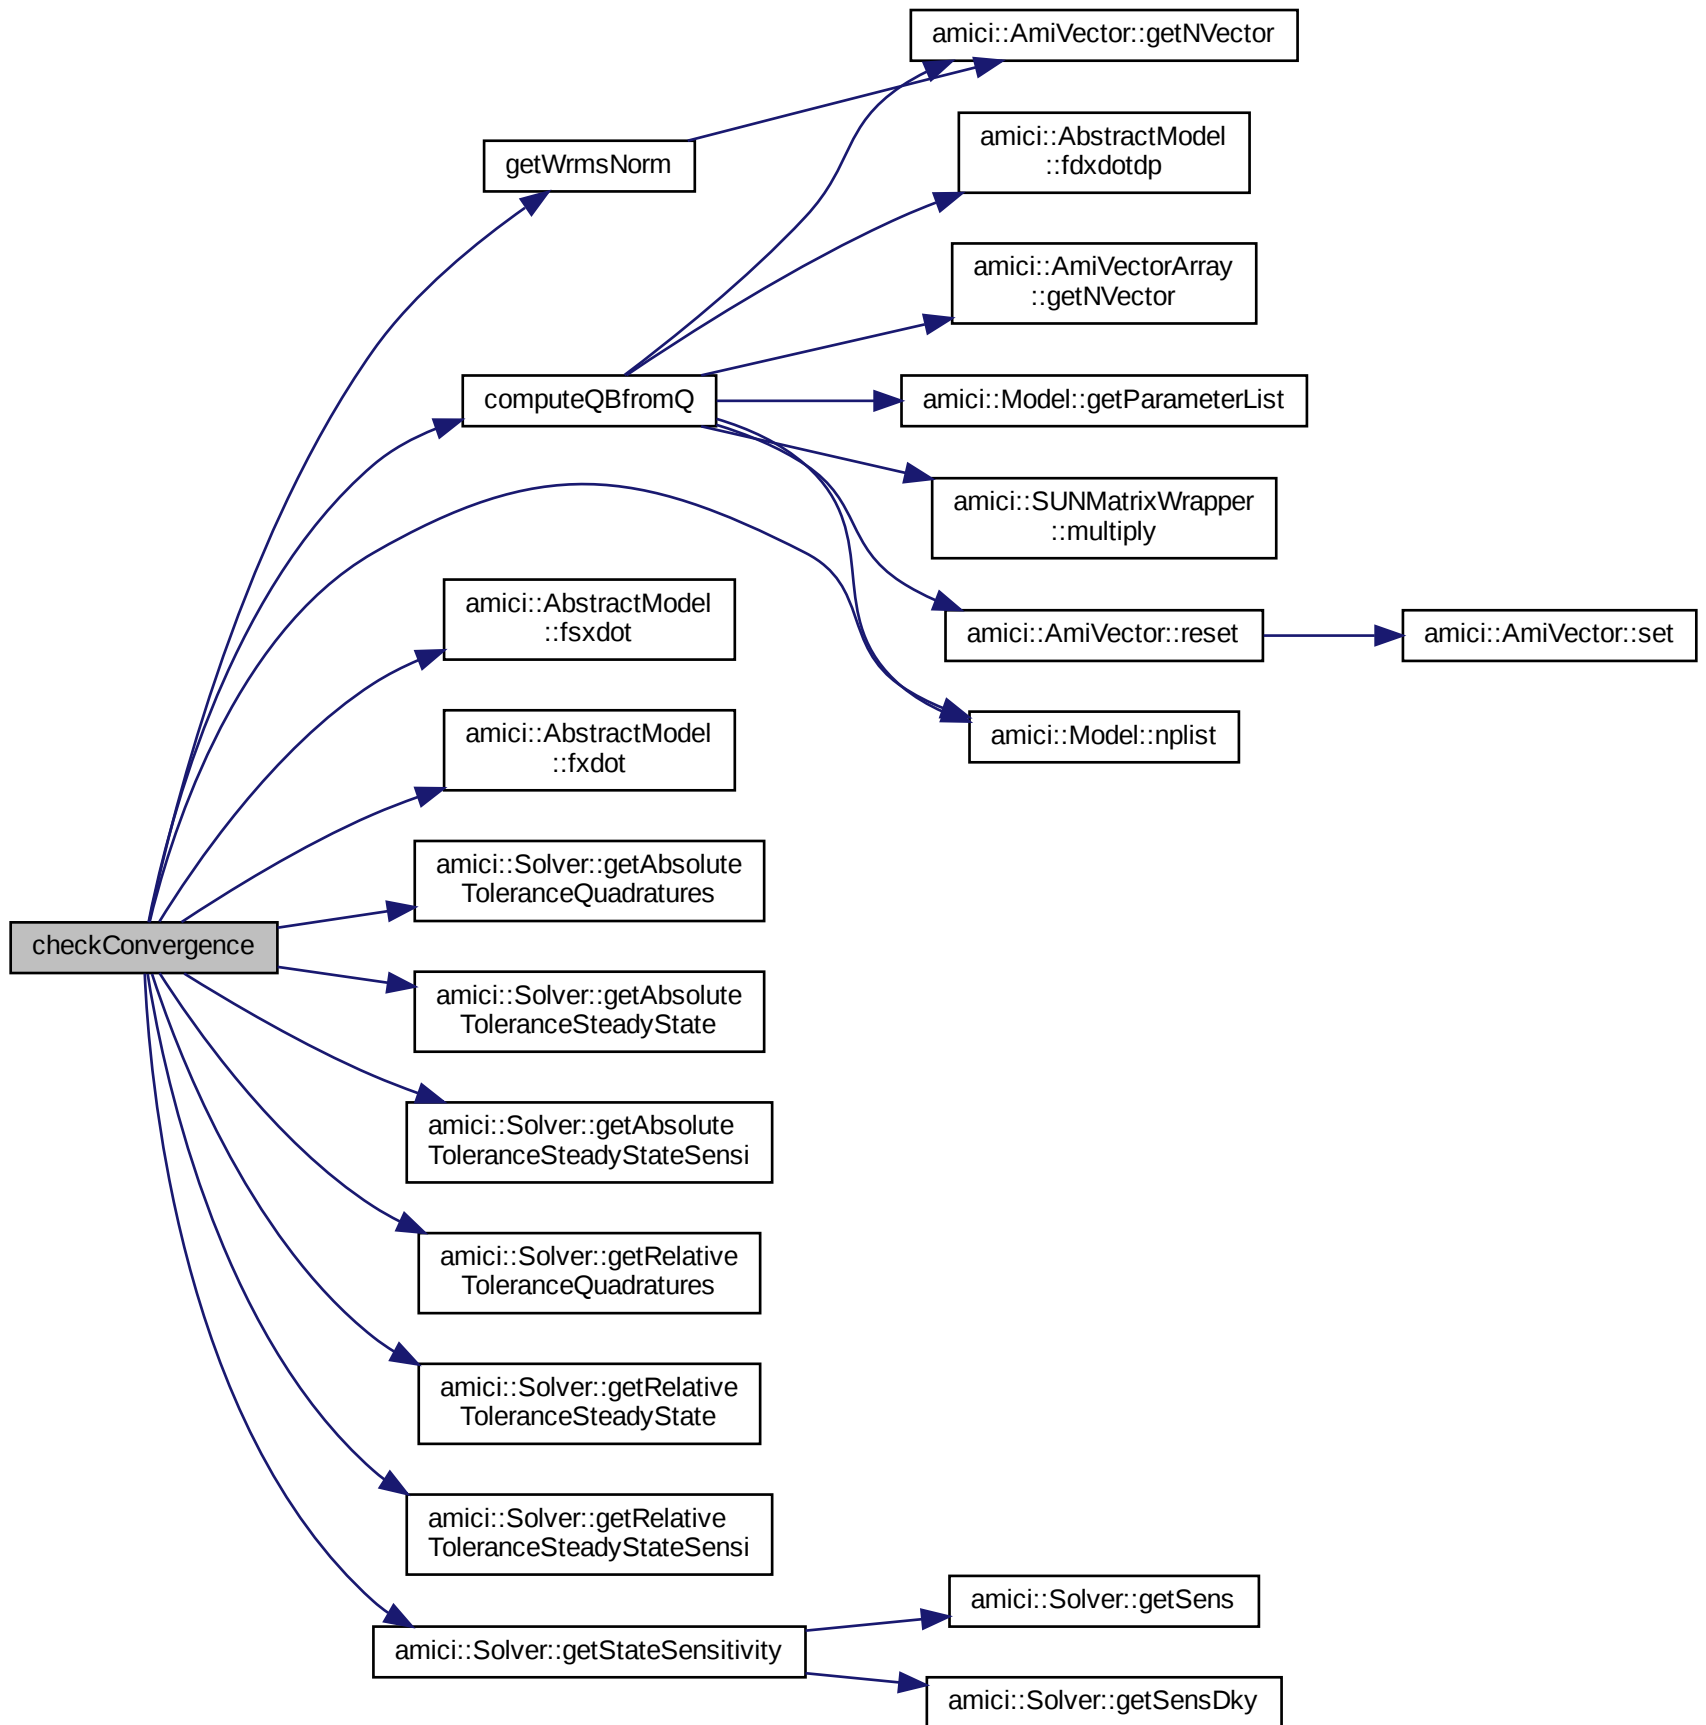 amici::AmiVector::getNVector
amici::AbstractModel
::fdxdotdp
getWrmsNorm
amici::AmiVectorArray
::getNVector
computeQBfromQ
amici::Model::getParameterList
amici::SUNMatrixWrapper
::multiply
amici::AbstractModel
::fsxdot
amici::AmiVector::reset
amici::AmiVector::set
amici::AbstractModel
::fxdot
amici::Model::nplist
amici::Solver::getAbsolute
ToleranceQuadratures
checkConvergence
amici::Solver::getAbsolute
ToleranceSteadyState
amici::Solver::getAbsolute
ToleranceSteadyStateSensi
amici::Solver::getRelative
ToleranceQuadratures
amici::Solver::getRelative
ToleranceSteadyState
amici::Solver::getRelative
ToleranceSteadyStateSensi
amici::Solver::getSens
amici::Solver::getStateSensitivity
amici::Solver::getSensDky